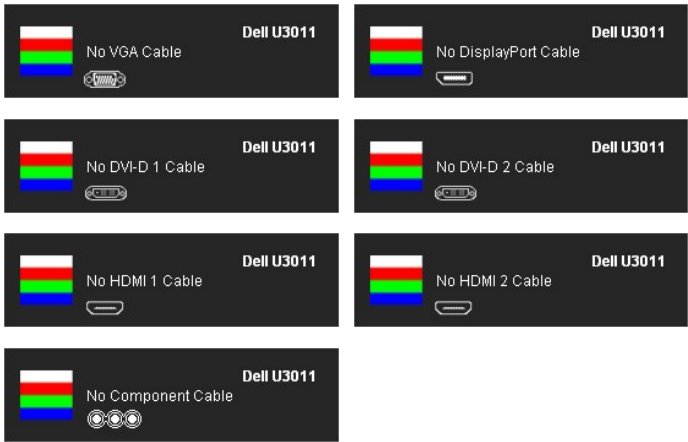 Dell U3011
No VGA Cable
Dell U3011
No DisplayPort Cable
Dell U3011
No DVI-D 1 Cable
Dell U3011
No DVI-D 2 Cable
Dell U3011
No HDMI 1 Cable
Dell U3011
No HDMI 2 Cable
Dell U3011
No Component Cable